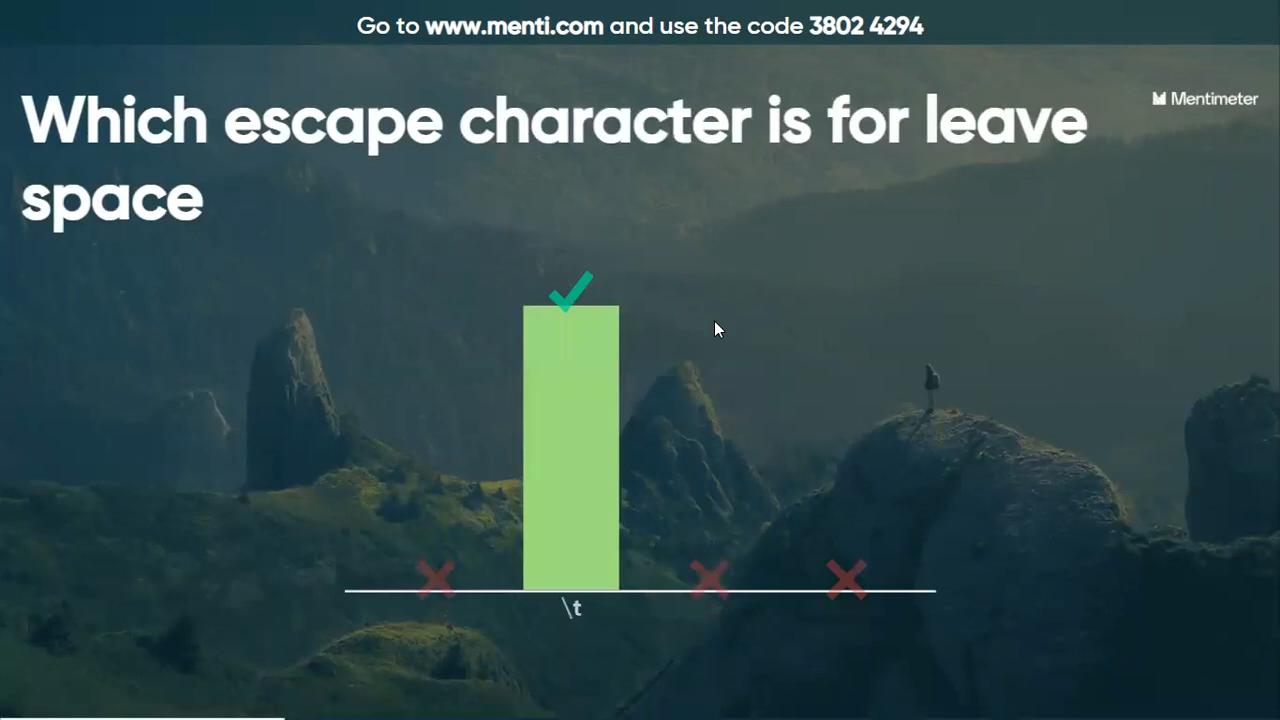 Go to www.menti.com and use the code 3802 4294
Mentimeter
Which escape character is for leave
space
\t